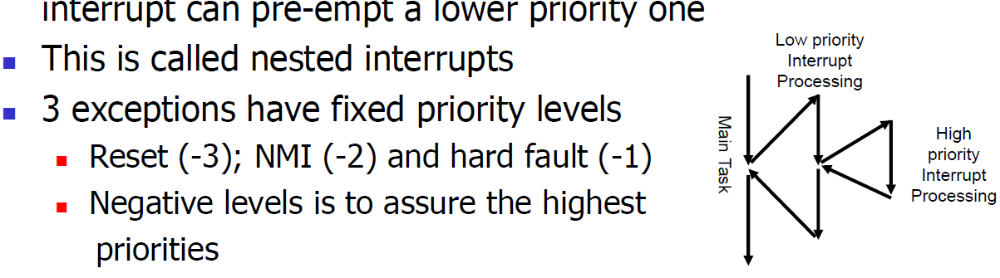 interrupt can pre-empt a lower priority one
This is called nested interrupts
3 exceptions have fixed priority levels
Reset (-3); NMI (-2) and hard fault (-1)
Negative levels is to assure the highest
priorities
Low priority
Interrupt
Processing
Main Task
High
priority
Interrupt
Processing